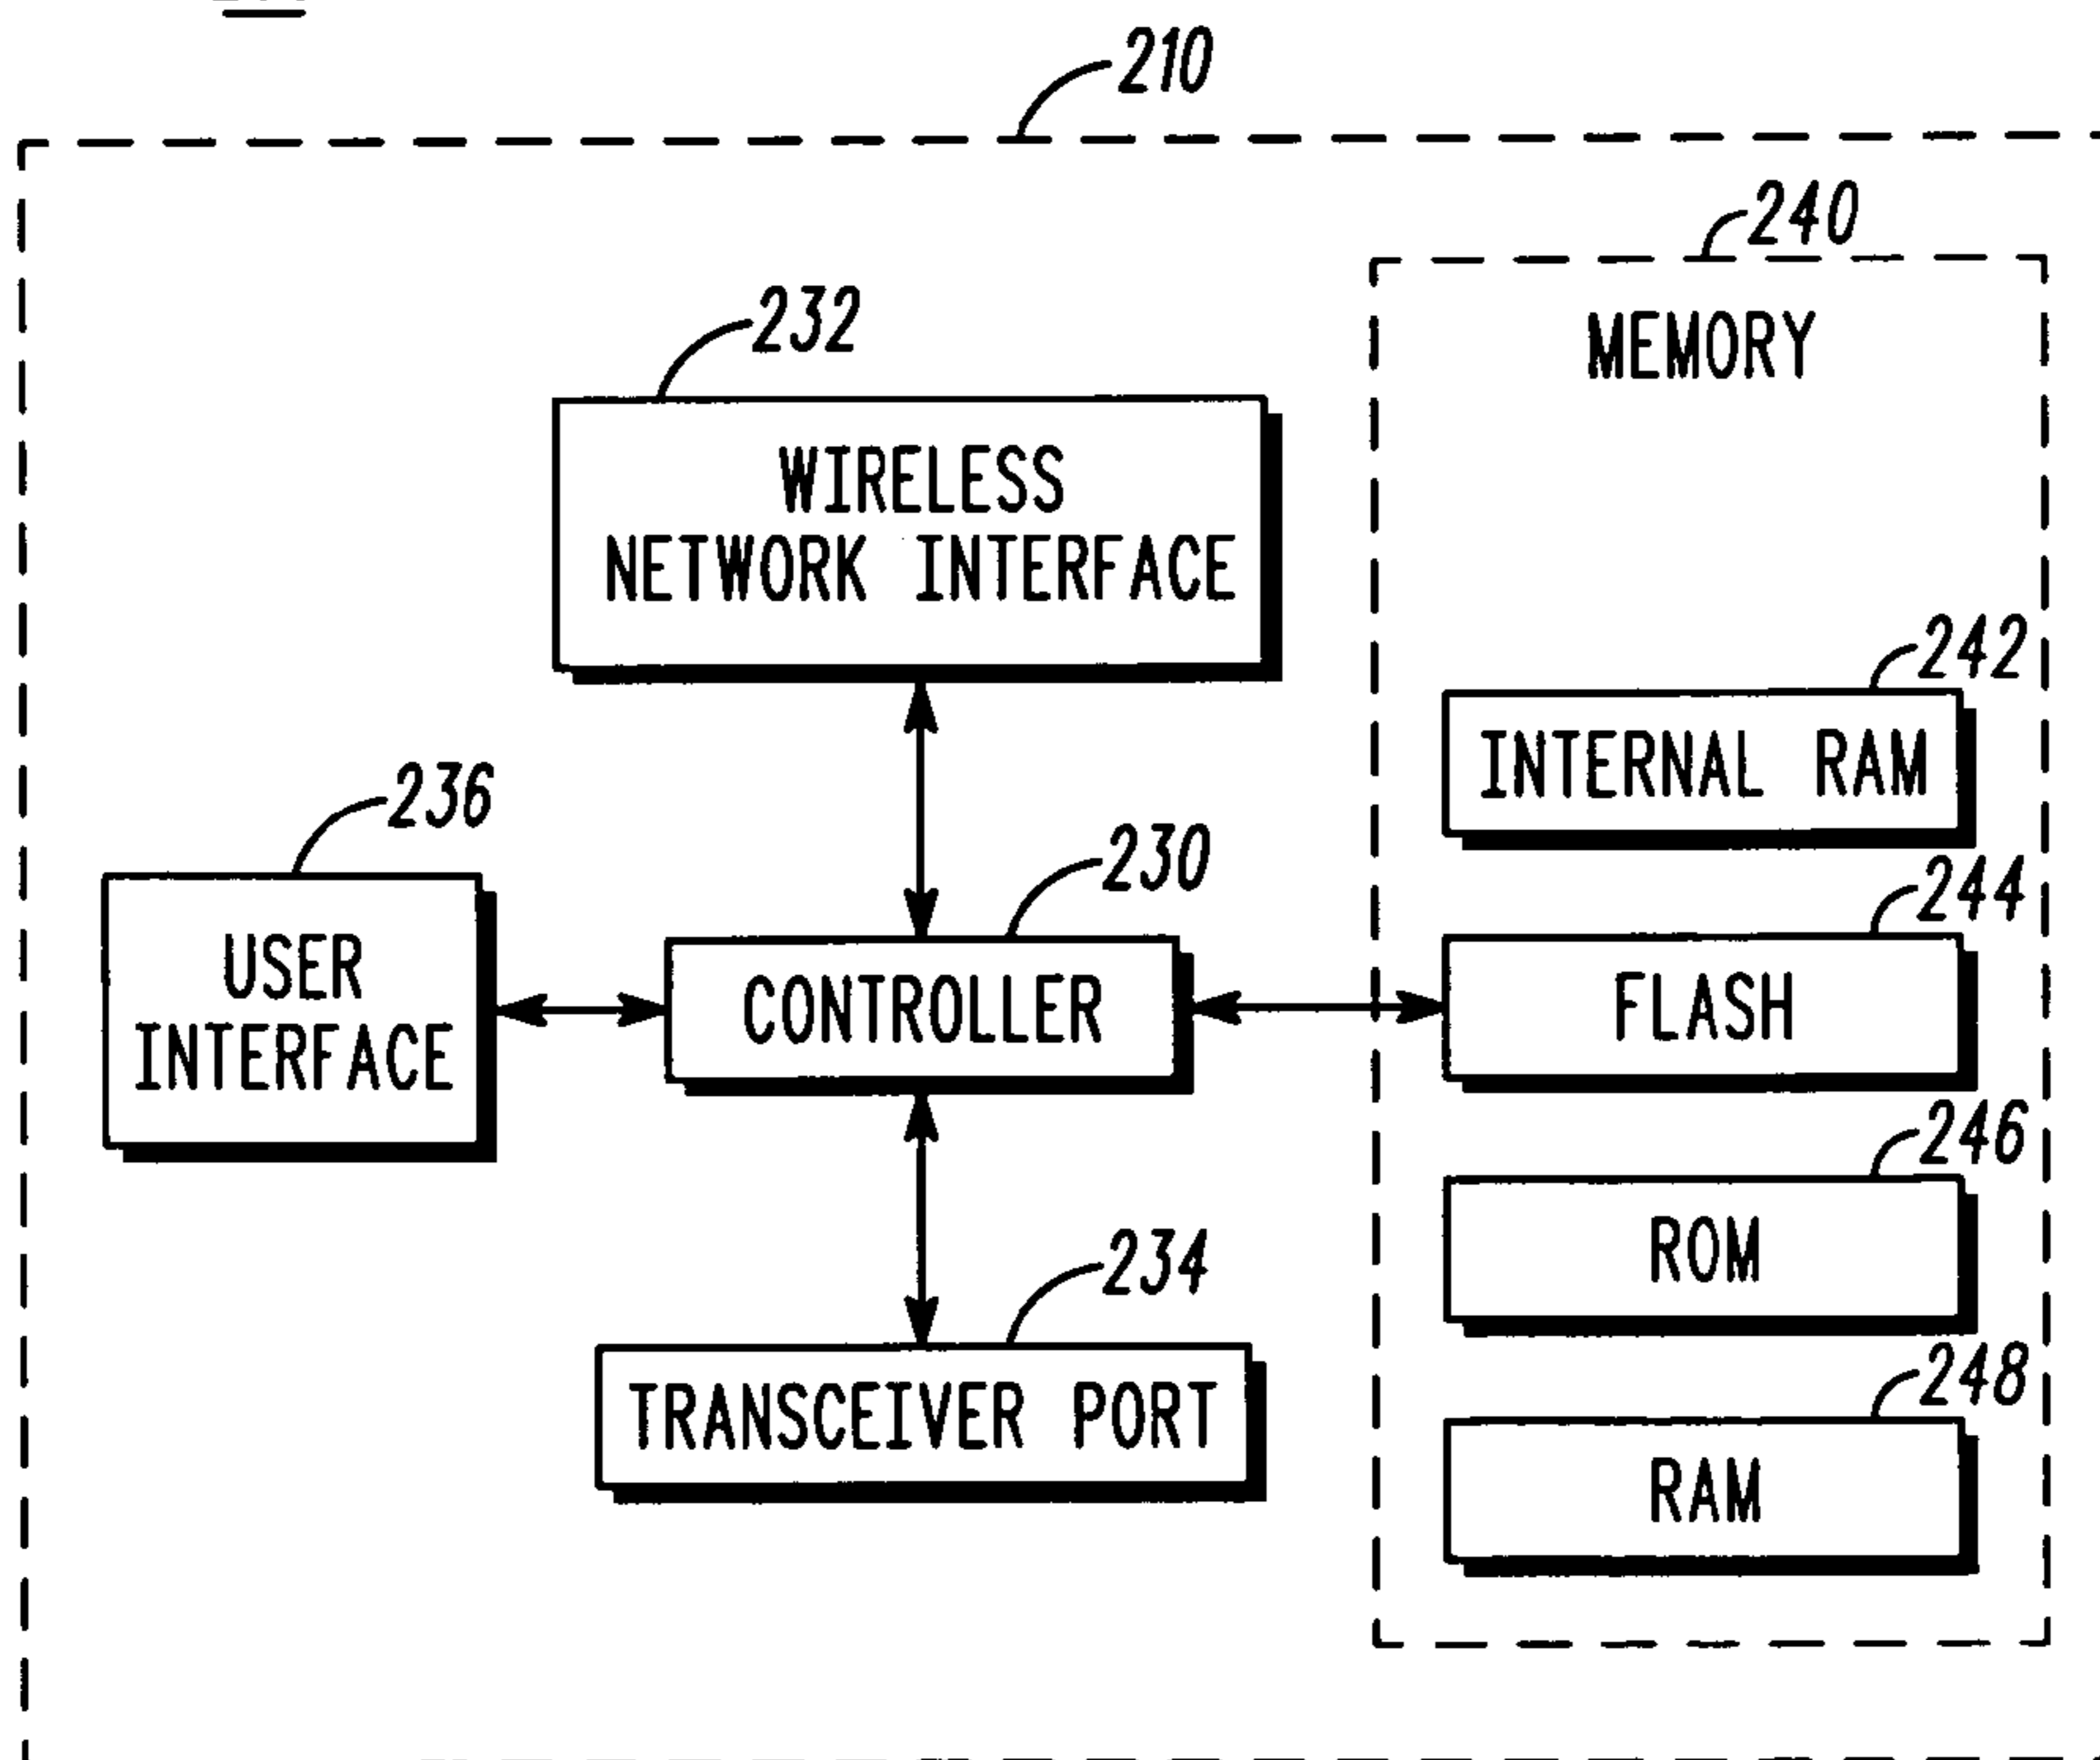 210
240
MEMORY
232
WIRELESS
NETWORK INTERFACE
242
INTERNAL RAM
236
USER
INTERFACE
230
CONTROLLER
244
FLASH
246
ROM
234
TRANSCEIVER PORT
248
RAM